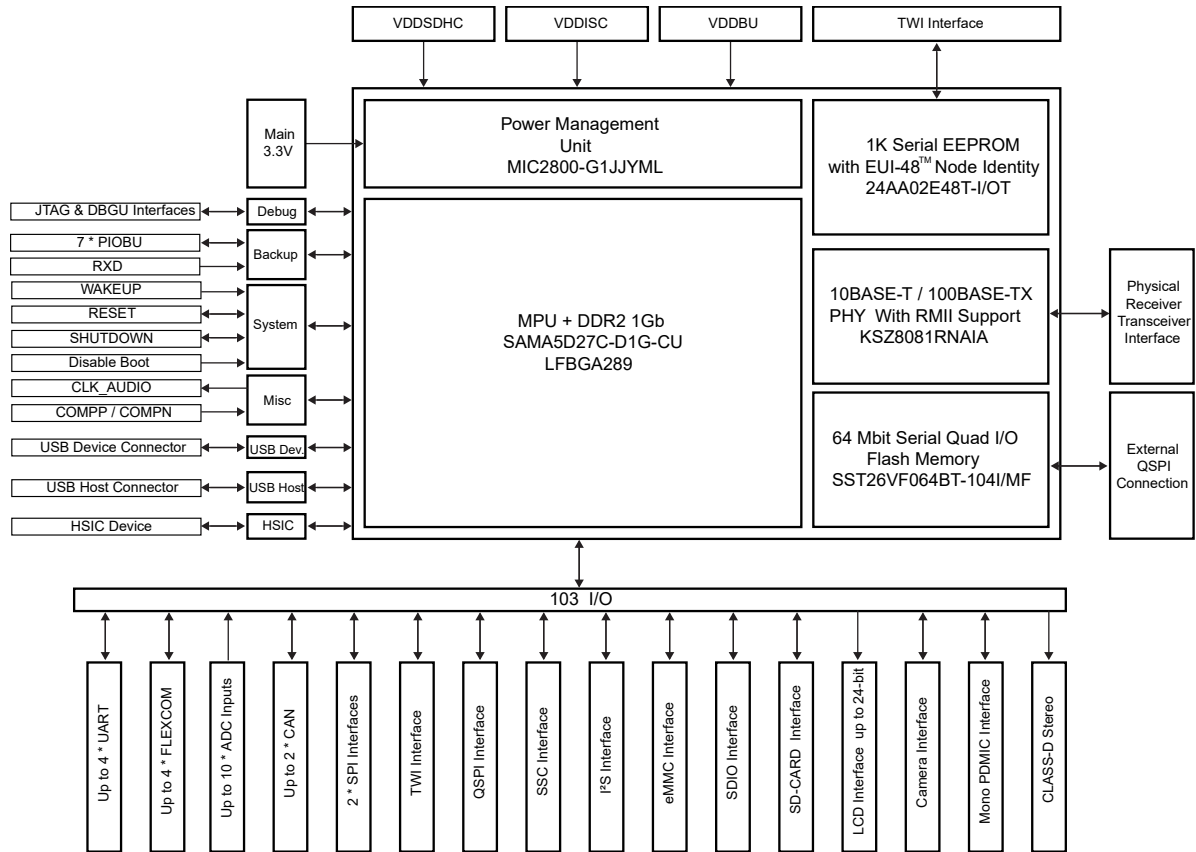 VDDSDHC
VDDISC
VDDBU
TWI Interface
Main
3.3V
Power Management
Unit
MIC2800-G1JJYML
1K Serial EEPROM
with EUI-48™ Node Identity
24AA02E48T-I/OT
JTAG & DBGU Interfaces
Debug
7 * PIOBU
RXD
Backup
WAKEUP
RESET
SHUTDOWN
Disable Boot
System
CLK_AUDIO
COMPP / COMPN
Misc
USB Device Connector
USB Dev.
USB Host Connector
USB Host
HSIC Device
HSIC
MPU + DDR2 1Gb
SAMA5D27C-D1G-CU
LFBGA289
10BASE-T / 100BASE-TX
PHY With RMII Support
KSZ8081RNAIA
Physical
Receiver
Transceiver
Interface
64 Mbit Serial Quad I/O
Flash Memory
SST26VF064BT-104I/MF
External
QSPI
Connection
103 I/O
Up to 4 * UART
Up to 4 * FLEXCOM
Up to 10 * ADC Inputs
Up to 2 * CAN
2 * SPI Interfaces
TWI Interface
QSPI Interface
SSC Interface
I²S Interface
eMMC Interface
SDIO Interface
SD-CARD Interface
LCD Interface up to 24-bit
Camera Interface
Mono PDMIC Interface
CLASS-D Stereo